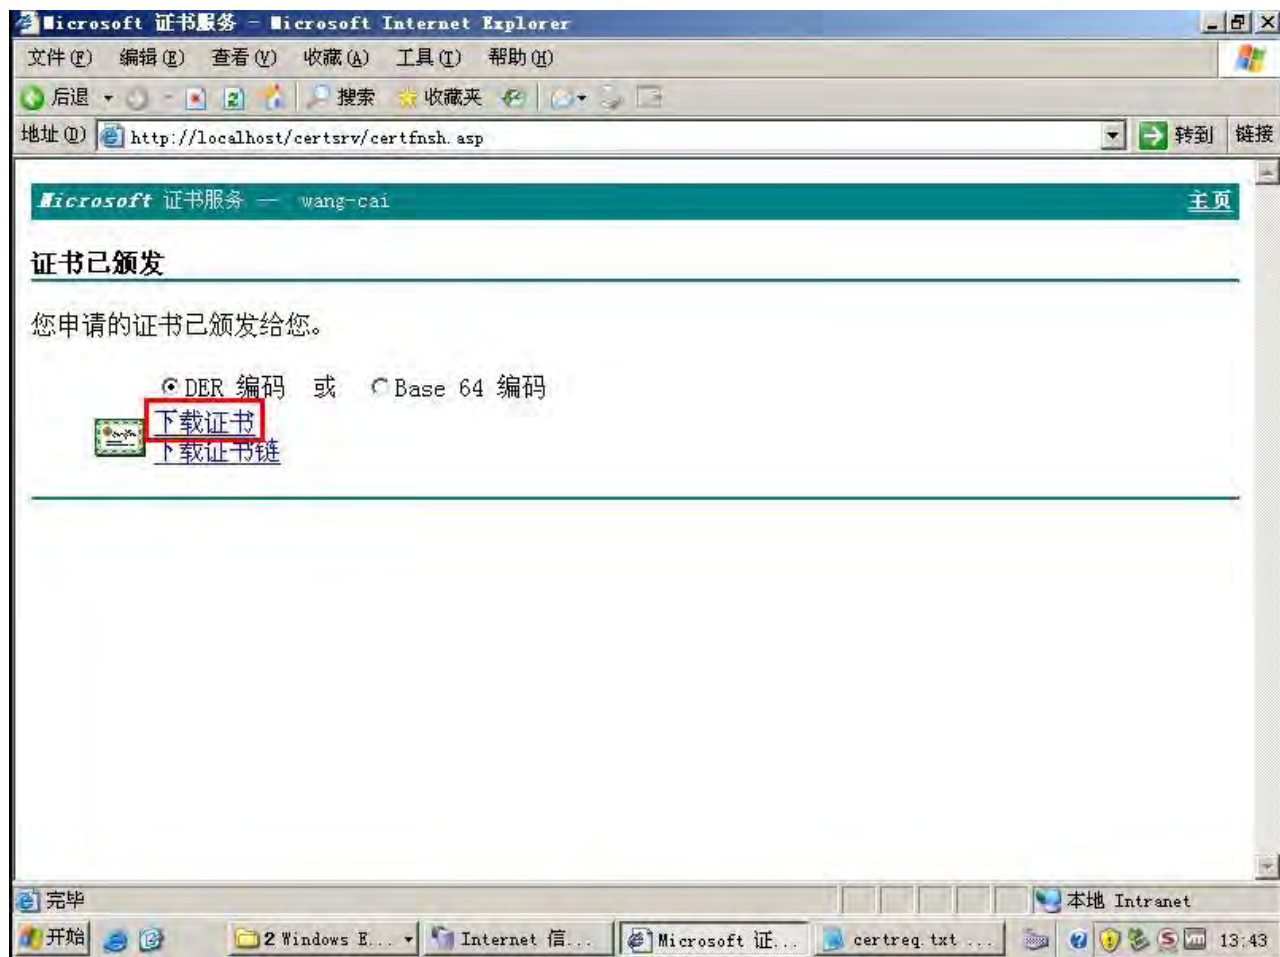 Microsoft 证书服务 - Microsoft Internet Explorer
文件(F) 编辑(E) 查看(V) 收藏(A) 工具(T) 帮助(H)
后退 搜索 收藏夹
地址(D) http://localhost/certsrv/certfnsh.asp 转到 链接
Microsoft 证书服务 -- wang-cai 主页
证书已颁发
您申请的证书已颁发给您。
DER 编码 或 Base 64 编码
下载证书
下载证书链
完毕 本地 Intranet
开始 2 Windows E... Internet 信... Microsoft 证... certreq.txt ... 13:43